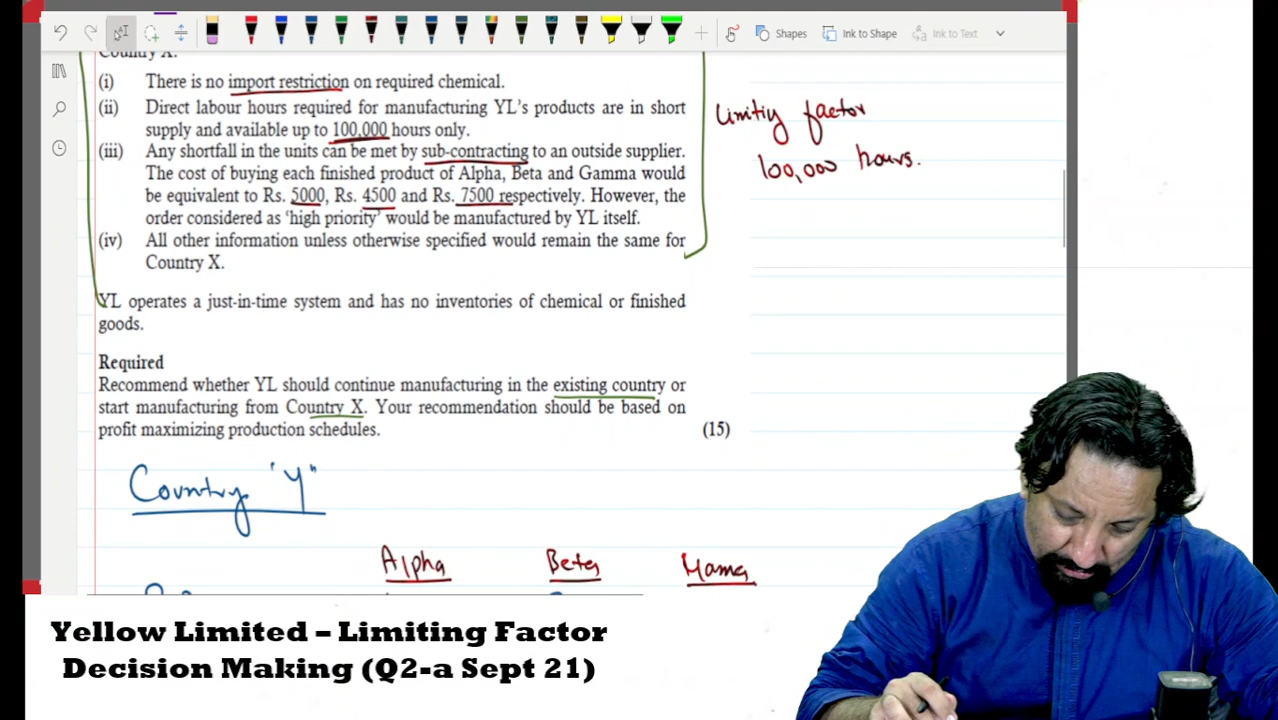 Ink to Shape
Ink to Text
Shapes
Country X.
(i) There is no import restriction on required chemical.
(ii) Direct labour hours required for manufacturing YL's products are in short
supply and available up to 100,000 hours only.
(iii) Any shortfall in the units can be met by sub-contracting to an outside supplier.
The cost of buying each finished product of Alpha, Beta and Gamma would
be equivalent to Rs. 5000, Rs. 4500 and Rs. 7500 respectively. However, the
order considered as 'high priority' would be manufactured by YL itself.
(iv) All other information unless otherwise specified would remain the same for
Country X.
YL operates a just-in-time system and has no inventories of chemical or finished
goods.
Required
Recommend whether YL should continue manufacturing in the existing country or
start manufacturing from Country X. Your recommendation should be based on
profit maximizing production schedules. (15)
Limitiy factor
100,000 hours.
Country "Y"
Alpha Beta
Yellow Limited – Limiting Factor
Decision Making (Q2-a Sept 21)